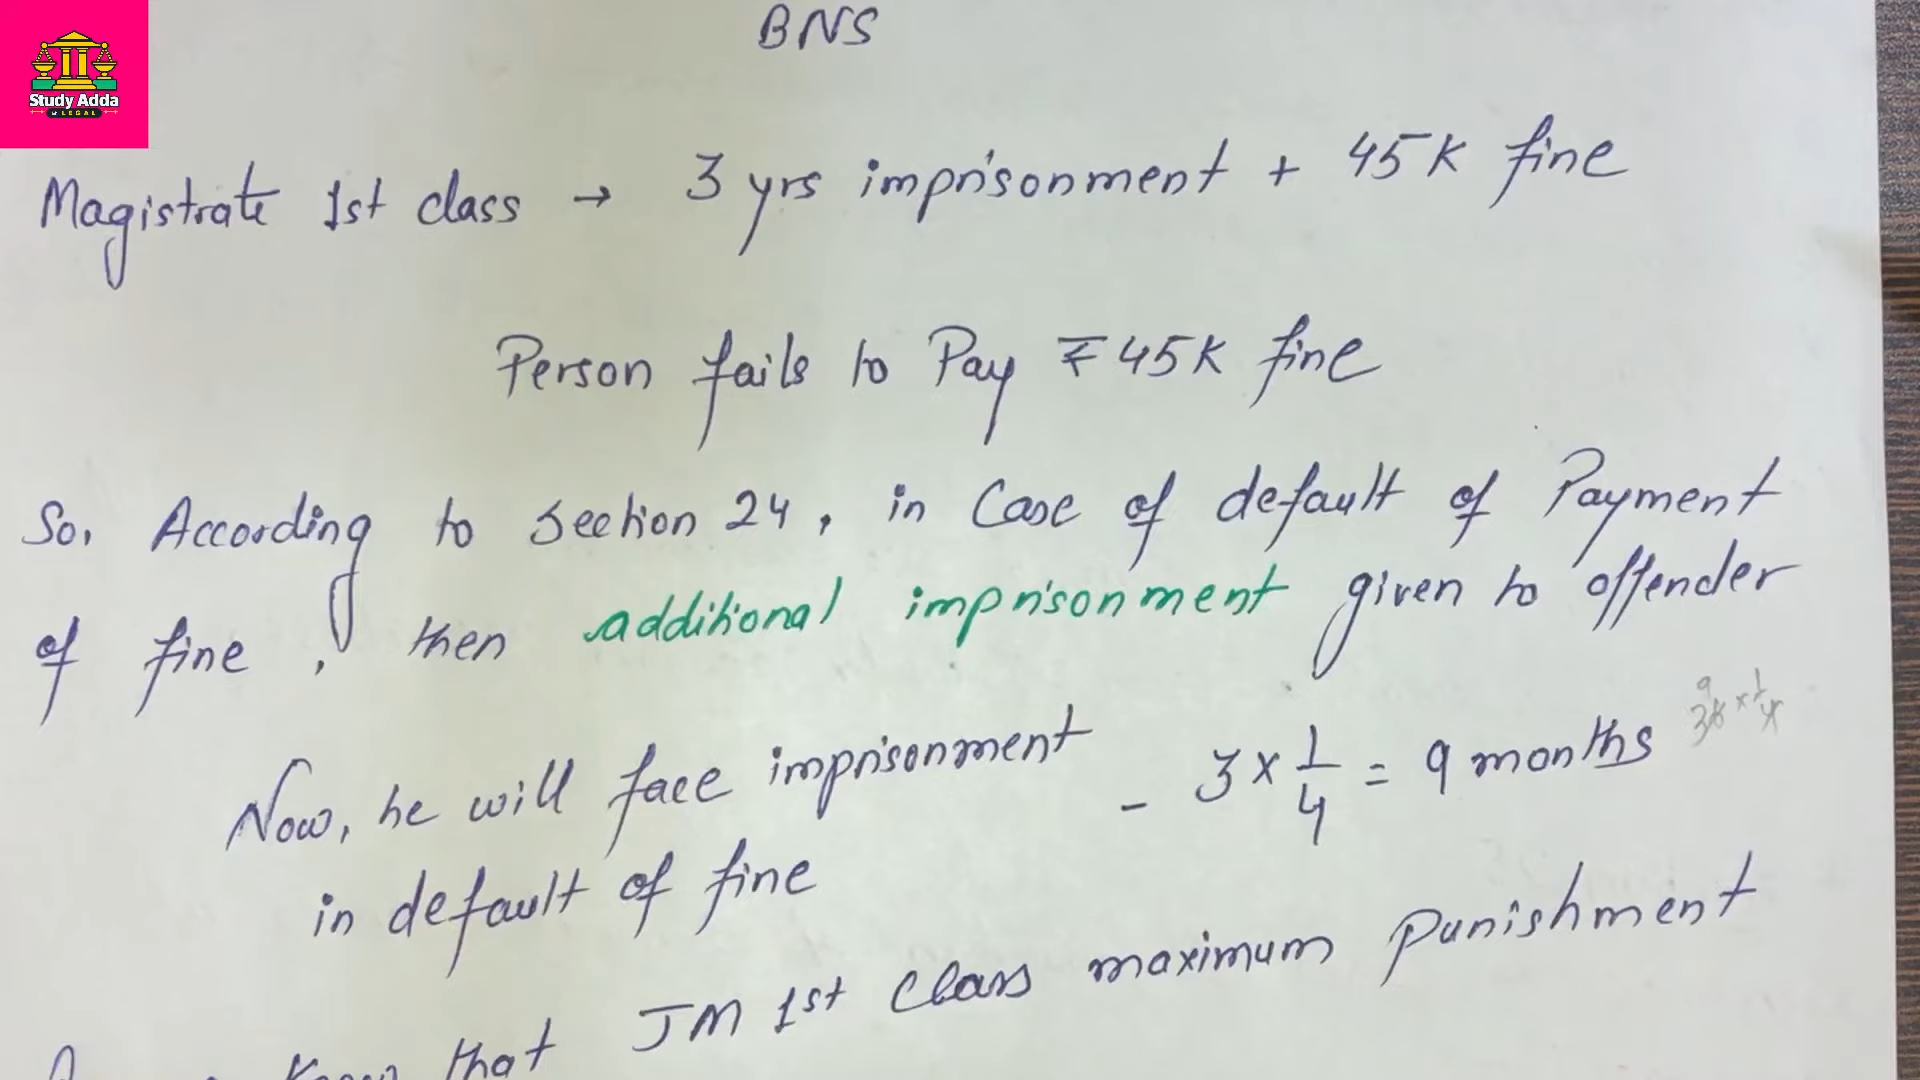 BNS
Study Adda
LEGAL
Magistrate 1st class → 3 yrs imprisonment + 45K fine
Person fails to Pay ₹45K fine
So, According to Section 24, in Case of default of Payment
of fine, then additional imprisonment given to offender
Now, he will face imprisonment - 3 × 1/4 = 9 months
in default of fine
that JM 1st Class maximum punishment